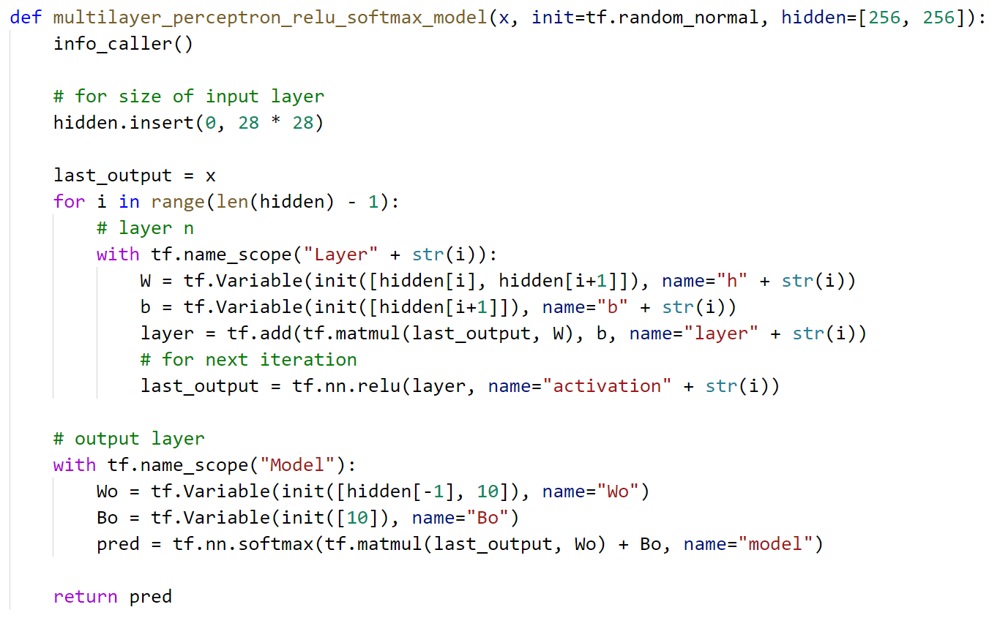 def multilayer_perceptron_relu_softmax_model(x, init=tf.random_normal, hidden=[256, 256]):
    info_caller()

    # for size of input layer
    hidden.insert(0, 28 * 28)

    last_output = x
    for i in range(len(hidden) - 1):
        # layer n
        with tf.name_scope("Layer" + str(i)):
            W = tf.Variable(init([hidden[i], hidden[i+1]]), name="h" + str(i))
            b = tf.Variable(init([hidden[i+1]]), name="b" + str(i))
            layer = tf.add(tf.matmul(last_output, W), b, name="layer" + str(i))
            # for next iteration
            last_output = tf.nn.relu(layer, name="activation" + str(i))

    # output layer
    with tf.name_scope("Model"):
        Wo = tf.Variable(init([hidden[-1], 10]), name="Wo")
        Bo = tf.Variable(init([10]), name="Bo")
        pred = tf.nn.softmax(tf.matmul(last_output, Wo) + Bo, name="model")

    return pred